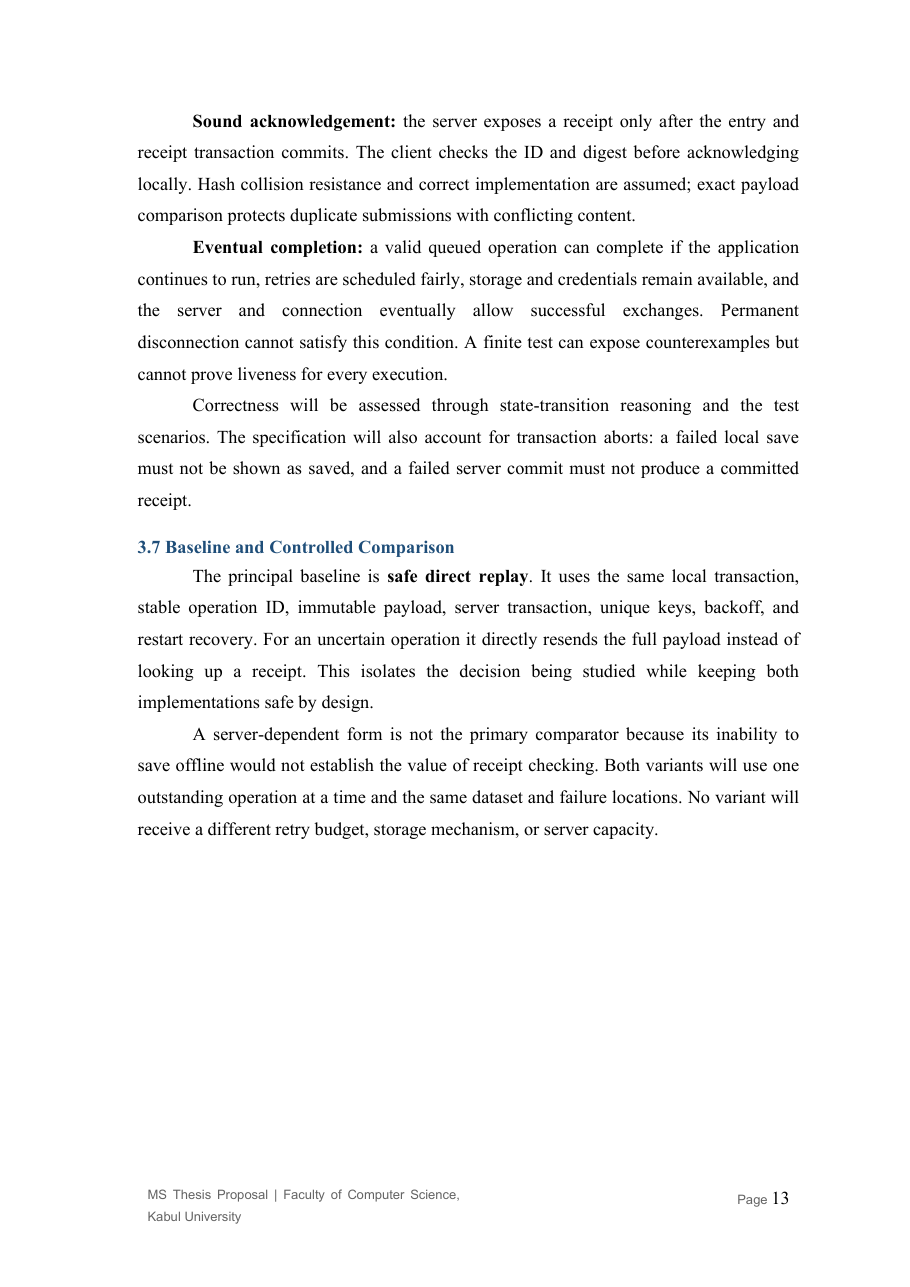 Sound acknowledgement: the server exposes a receipt only after the entry and
receipt transaction commits. The client checks the ID and digest before acknowledging
locally. Hash collision resistance and correct implementation are assumed; exact payload
comparison protects duplicate submissions with conflicting content.
Eventual completion: a valid queued operation can complete if the application
continues to run, retries are scheduled fairly, storage and credentials remain available, and
the server and connection eventually allow successful exchanges. Permanent
disconnection cannot satisfy this condition. A finite test can expose counterexamples but
cannot prove liveness for every execution.
Correctness will be assessed through state-transition reasoning and the test
scenarios. The specification will also account for transaction aborts: a failed local save
must not be shown as saved, and a failed server commit must not produce a committed
receipt.
3.7 Baseline and Controlled Comparison
The principal baseline is safe direct replay. It uses the same local transaction,
stable operation ID, immutable payload, server transaction, unique keys, backoff, and
restart recovery. For an uncertain operation it directly resends the full payload instead of
looking up a receipt. This isolates the decision being studied while keeping both
implementations safe by design.
A server-dependent form is not the primary comparator because its inability to
save offline would not establish the value of receipt checking. Both variants will use one
outstanding operation at a time and the same dataset and failure locations. No variant will
receive a different retry budget, storage mechanism, or server capacity.
MS Thesis Proposal | Faculty of Computer Science,
Kabul University
Page 13